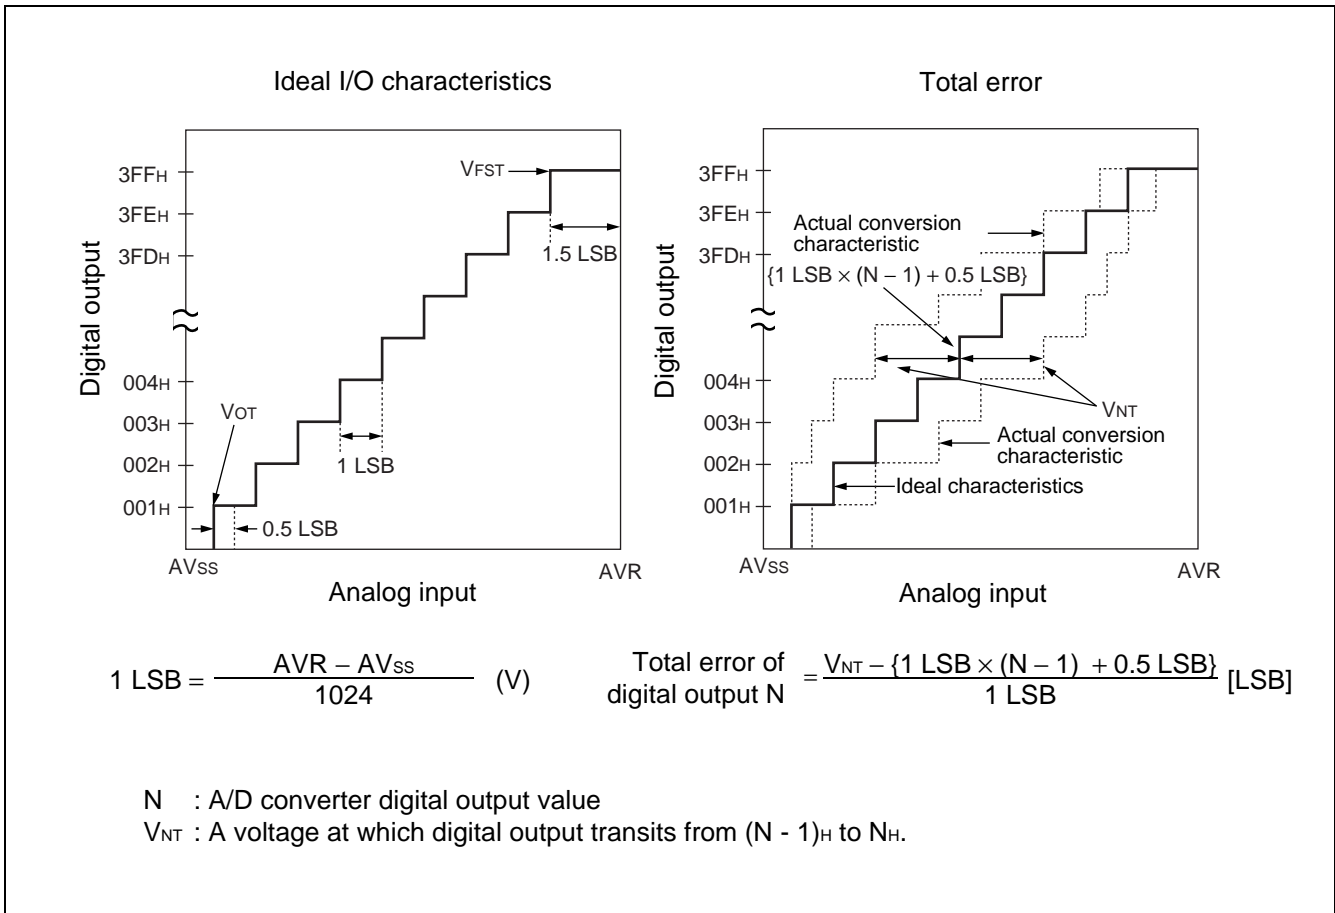 Ideal I/O characteristics
3FFH
3FEH
3FDH
004H
003H
002H
001H
Digital output
VFST
1.5 LSB
VOT
1 LSB
0.5 LSB
AVSS
AVR
Analog input
Total error
3FFH
3FEH
3FDH
004H
003H
002H
001H
Digital output
Actual conversion
characteristic
{1 LSB × (N − 1) + 0.5 LSB}
VNT
Actual conversion
characteristic
Ideal characteristics
AVSS
AVR
Analog input
1 LSB = AVR − AVSS (V)
1024
Total error of
digital output N = VNT − {1 LSB × (N − 1) + 0.5 LSB} [LSB]
1 LSB
N : A/D converter digital output value
VNT : A voltage at which digital output transits from (N - 1)H to NH.